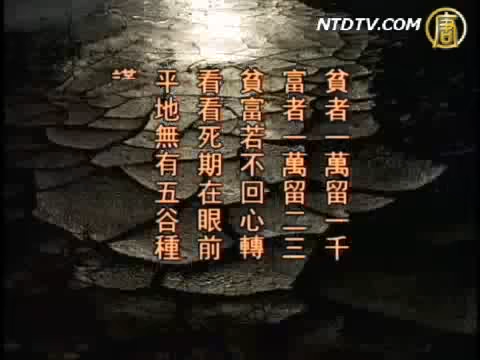 NTDTV.COM
唐
貧者一萬留一千
富者一萬留二三
貧富若不回心轉
看看死期在眼前
平地無有五谷種